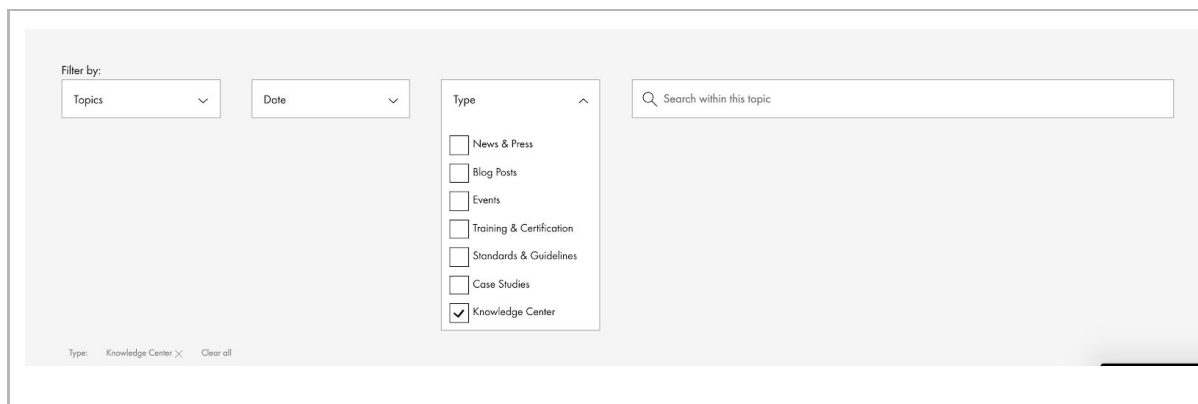 Filter by:
Topics
Date
Type
Search within this topic
News & Press
Blog Posts
Events
Training & Certification
Standards & Guidelines
Case Studies
Knowledge Center
Type: Knowledge Center Clear all